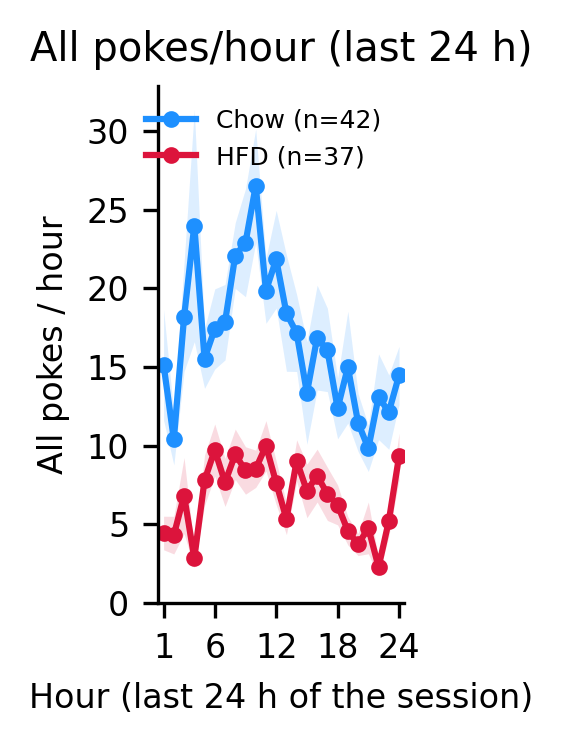 All pokes/hour (last 24 h)
Chow (n=42)
HFD (n=37)
All pokes / hour
30
25
20
15
10
5
0
1 6 12 18 24
Hour (last 24 h of the session)